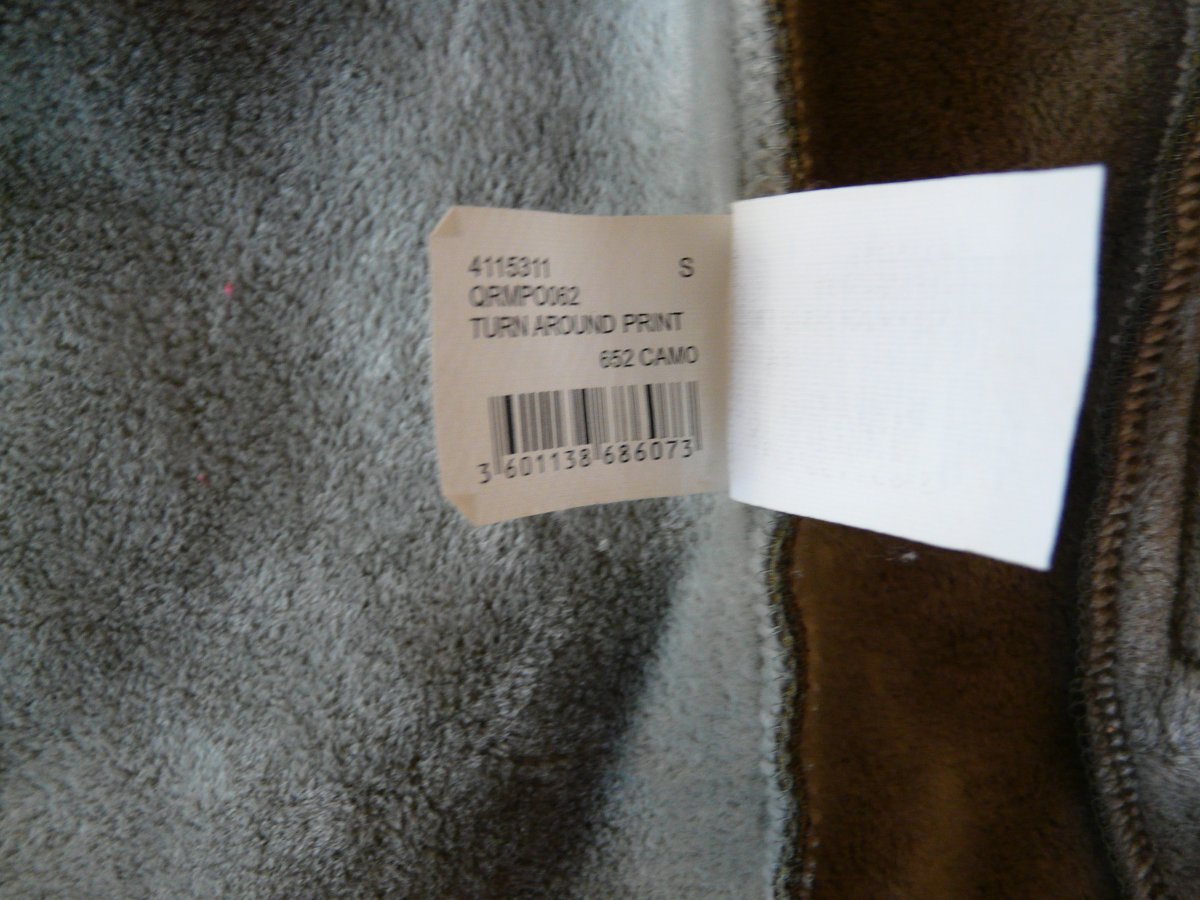 4115311 S
QRMPO062
TURN AROUND PRINT
652 CAMO
3 601138 686073